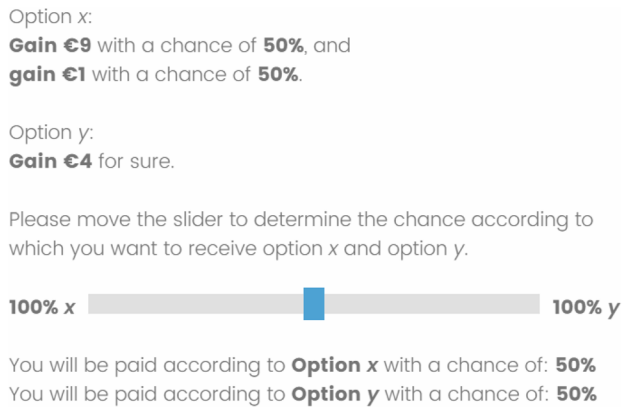 Option x:
Gain €9 with a chance of 50%, and
gain €1 with a chance of 50%.
Option y:
Gain €4 for sure.
Please move the slider to determine the chance according to
which you want to receive option x and option y.
100% x 100% y
You will be paid according to Option x with a chance of: 50%
You will be paid according to Option y with a chance of: 50%